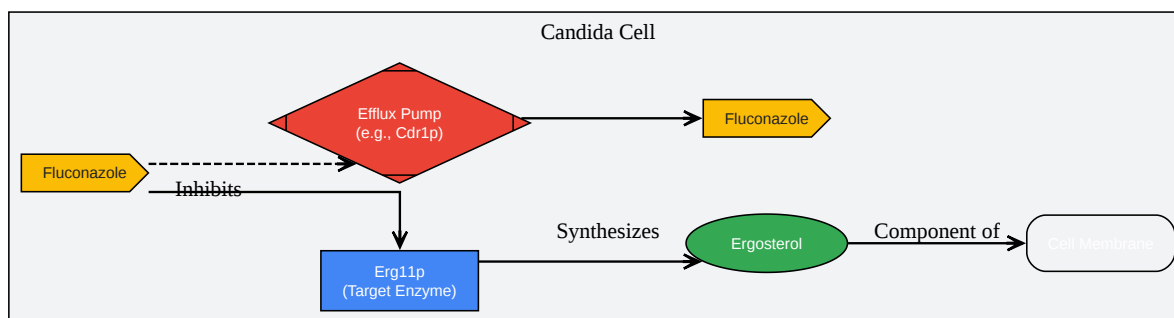 Candida Cell
Efflux Pump
(e.g., Cdr1p)
Fluconazole
Fluconazole
Inhibits
Synthesizes
Ergosterol
Component of
Cell Membrane
Erg11p
(Target Enzyme)